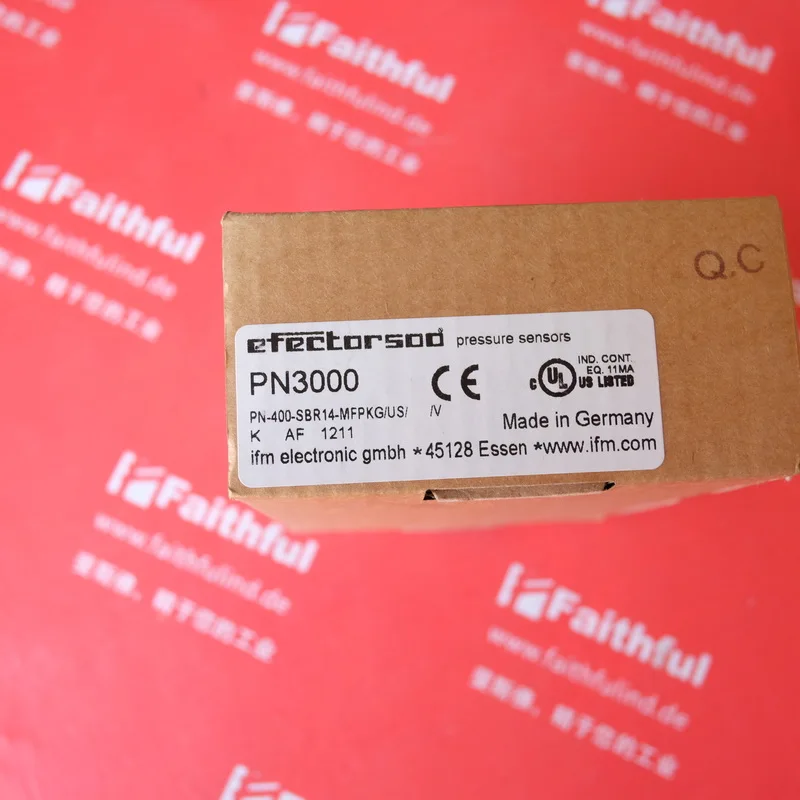 Faithful
www.faithfulind.de
Faithful
www.faithfulind.de
Faithful
www.faithfulind.de
Q.C
efector500 pressure sensors
PN3000
CE
c UL US LISTED
IND. CONT.
EQ. 11MA
PN-400-SBR14-MFPKG/US/ /V
K AF 1211
Made in Germany
ifm electronic gmbh *45128 Essen *www.ifm.com
Faithful
www.faithfulind.de
Faithful
www.faithfulind.de